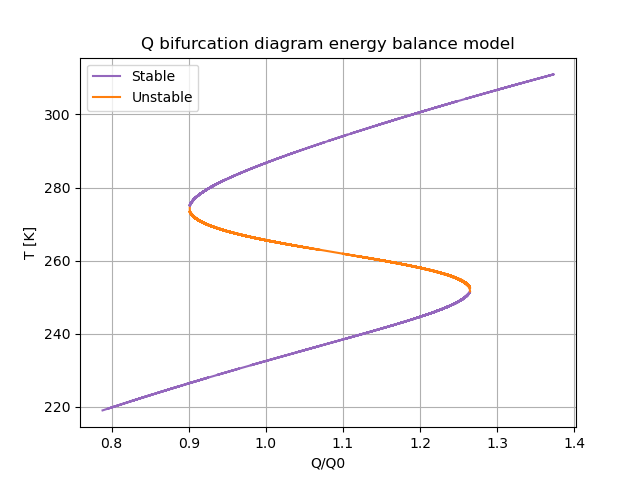 Q bifurcation diagram energy balance model
Stable
Unstable
T [K]
300
280
260
240
220
0.8 0.9 1.0 1.1 1.2 1.3 1.4
Q/Q0